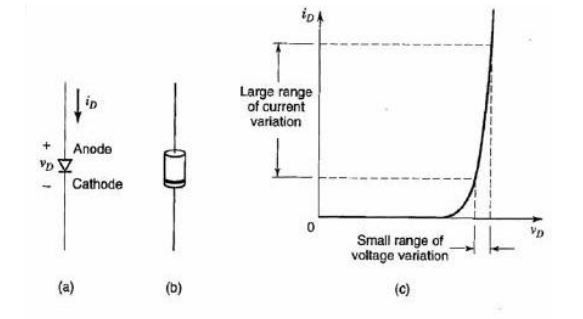 i_D
Large range
of current
variation
i_D
+
Anode
v_D
−
Cathode
0
v_D
Small range of
voltage variation
(a)
(b)
(c)